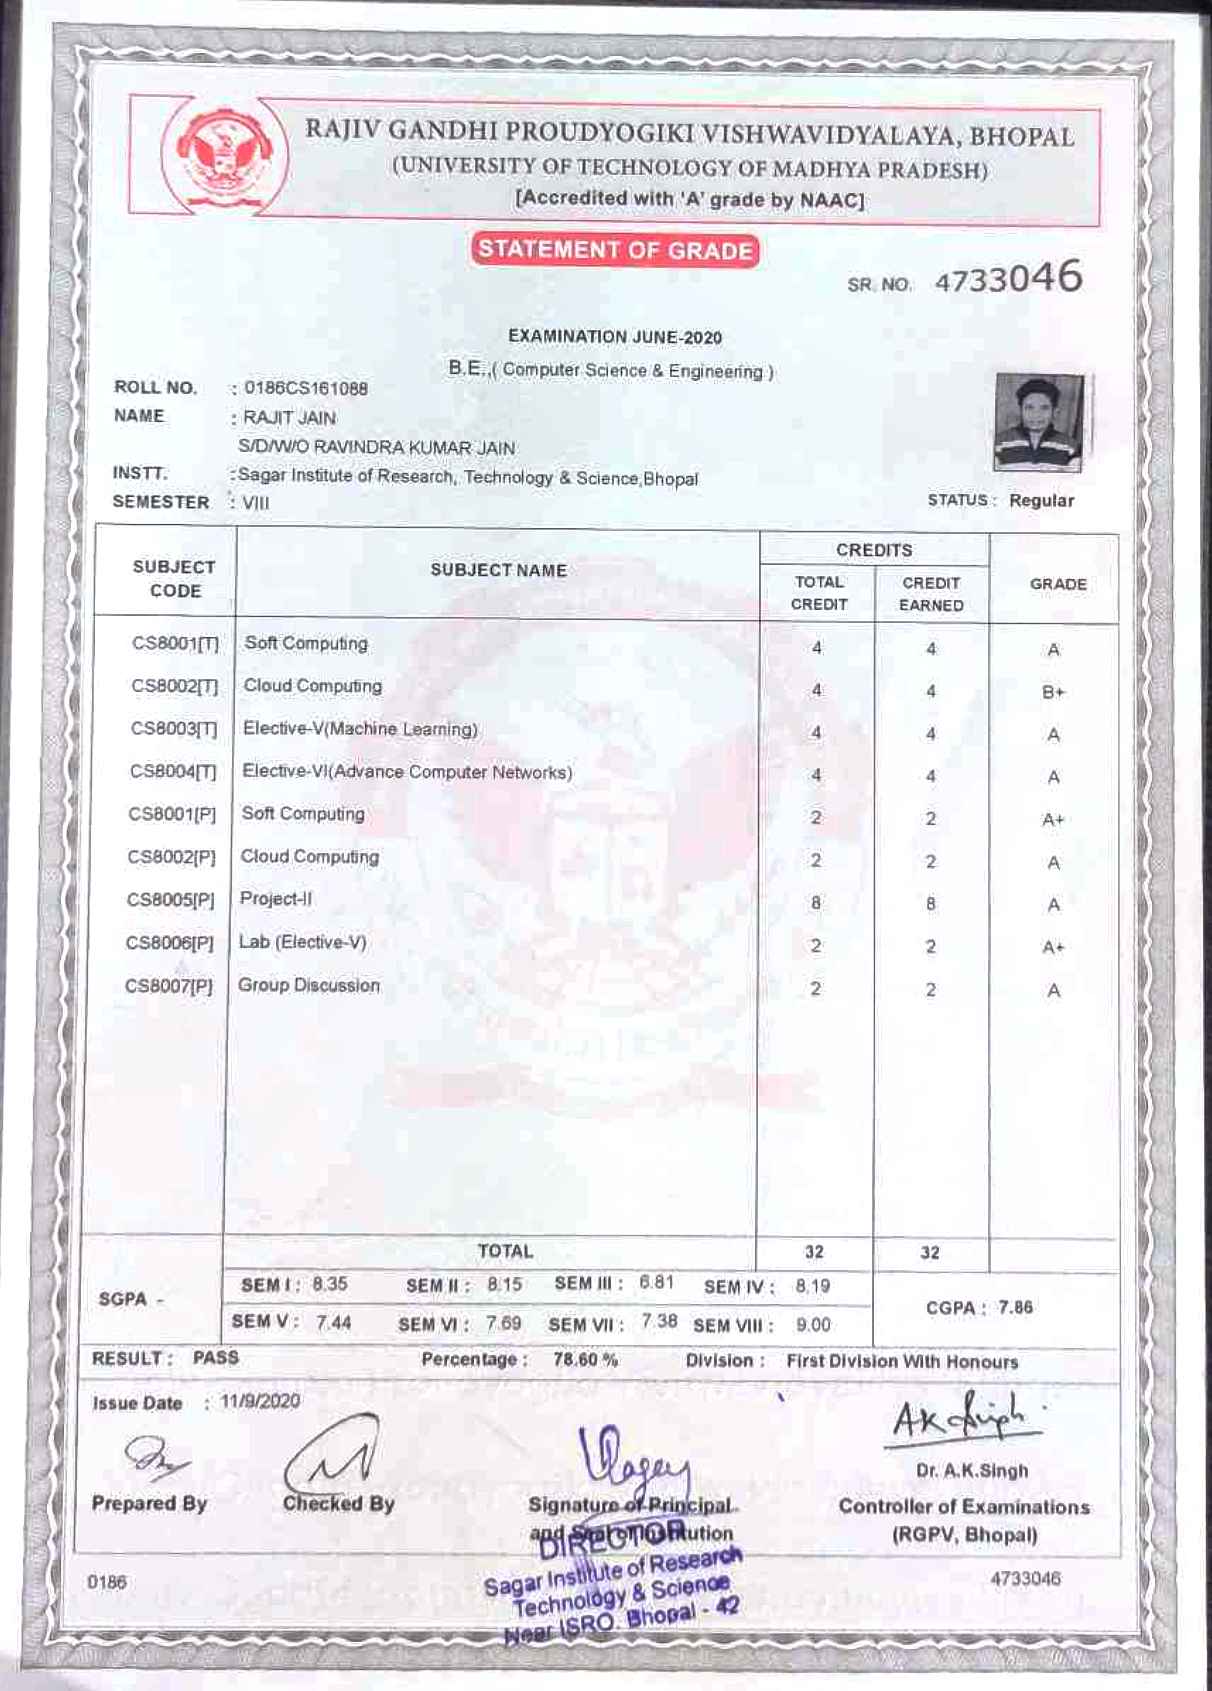 RAJIV GANDHI PROUDYOGIKI VISHWAVIDYALAYA, BHOPAL
(UNIVERSITY OF TECHNOLOGY OF MADHYA PRADESH)
[Accredited with 'A' grade by NAAC]
STATEMENT OF GRADE
SR. NO. 4733046
EXAMINATION JUNE-2020
B.E.,( Computer Science & Engineering )
ROLL NO. : 0186CS161088
NAME : RAJIT JAIN
S/D/W/O RAVINDRA KUMAR JAIN
INSTT. : Sagar Institute of Research, Technology & Science,Bhopal
SEMESTER : VIII STATUS : Regular
SUBJECT CODE SUBJECT NAME CREDITS GRADE
TOTAL CREDIT CREDIT EARNED
CS8001[T] Soft Computing 4 4 A
CS8002[T] Cloud Computing 4 4 B+
CS8003[T] Elective-V(Machine Learning) 4 4 A
CS8004[T] Elective-VI(Advance Computer Networks) 4 4 A
CS8001[P] Soft Computing 2 2 A+
CS8002[P] Cloud Computing 2 2 A
CS8005[P] Project-II 8 8 A
CS8006[P] Lab (Elective-V) 2 2 A+
CS8007[P] Group Discussion 2 2 A
TOTAL 32 32
SGPA - SEM I : 8.35 SEM II : 8.15 SEM III : 6.81 SEM IV : 8.19
SEM V : 7.44 SEM VI : 7.69 SEM VII : 7.38 SEM VIII : 9.00
CGPA : 7.86
RESULT : PASS Percentage : 78.60 % Division : First Division With Honours
Issue Date : 11/9/2020
Dr. A.K.Singh
Prepared By Checked By Signature of Principal Controller of Examinations
and Seal of Institution (RGPV, Bhopal)
DIRECTOR
Sagar Institute of Research
Technology & Science
Near ISRO. Bhopal - 42
0186 4733046